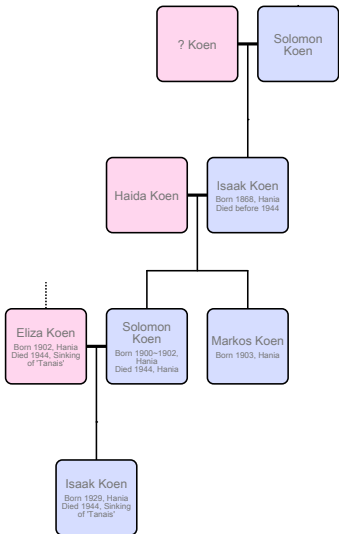 ? Koen
Solomon
Koen
Haida Koen
Isaak Koen
Born 1868, Hania
Died before 1944
Eliza Koen
Born 1902, Hania
Died 1944, Sinking
of 'Tanais'
Solomon
Koen
Born 1900~1902,
Hania
Died 1944, Hania
Markos Koen
Born 1903, Hania
Isaak Koen
Born 1929, Hania
Died 1944, Sinking
of 'Tanais'